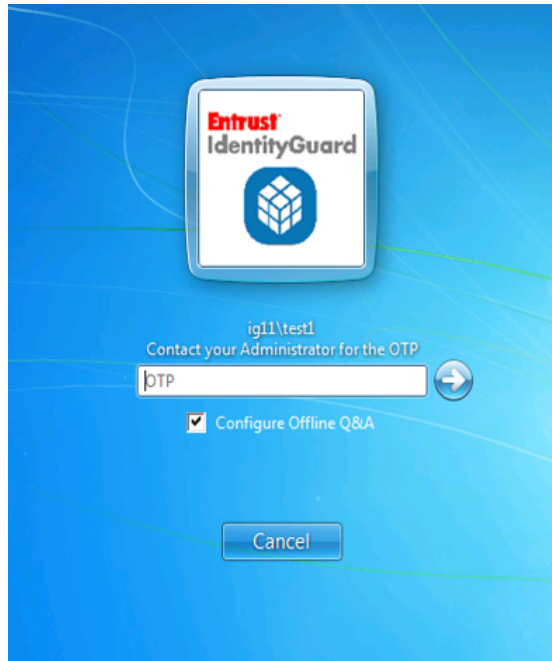 Entrust
IdentityGuard
ig11\test1
Contact your Administrator for the OTP
OTP
Configure Offline Q&A
Cancel